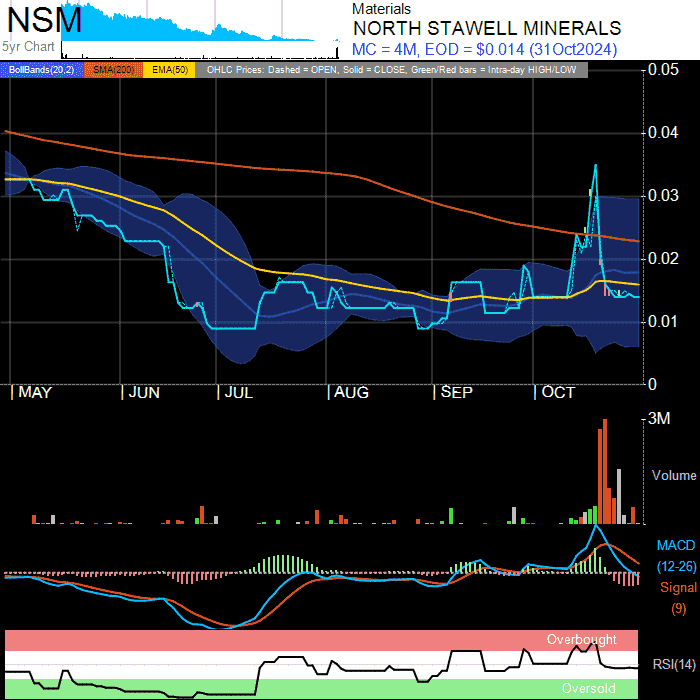 NSM
5yr Chart
Materials
NORTH STAWELL MINERALS
MC = 4M, EOD = $0.014 (31Oct2024)
BollBands(20,2) SMA(200) EMA(50) OHLC Prices: Dashed = OPEN, Solid = CLOSE, Green/Red bars = Intra-day HIGH/LOW
0.05
0.04
0.03
0.02
0.01
0
MAY JUN JUL AUG SEP OCT
3M
Volume
MACD
(12-26)
Signal
(9)
Overbought
RSI(14)
Oversold